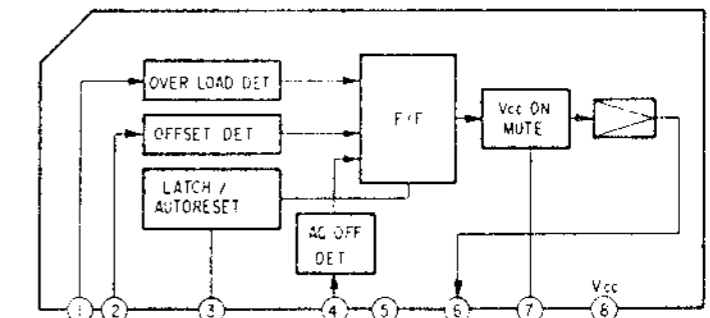 OVER LOAD DET
OFFSET DET
LATCH /
AUTORESET
AC OFF
DET
F/F
Vcc ON
MUTE
Vcc
1 2 3 4 5 6 7 8